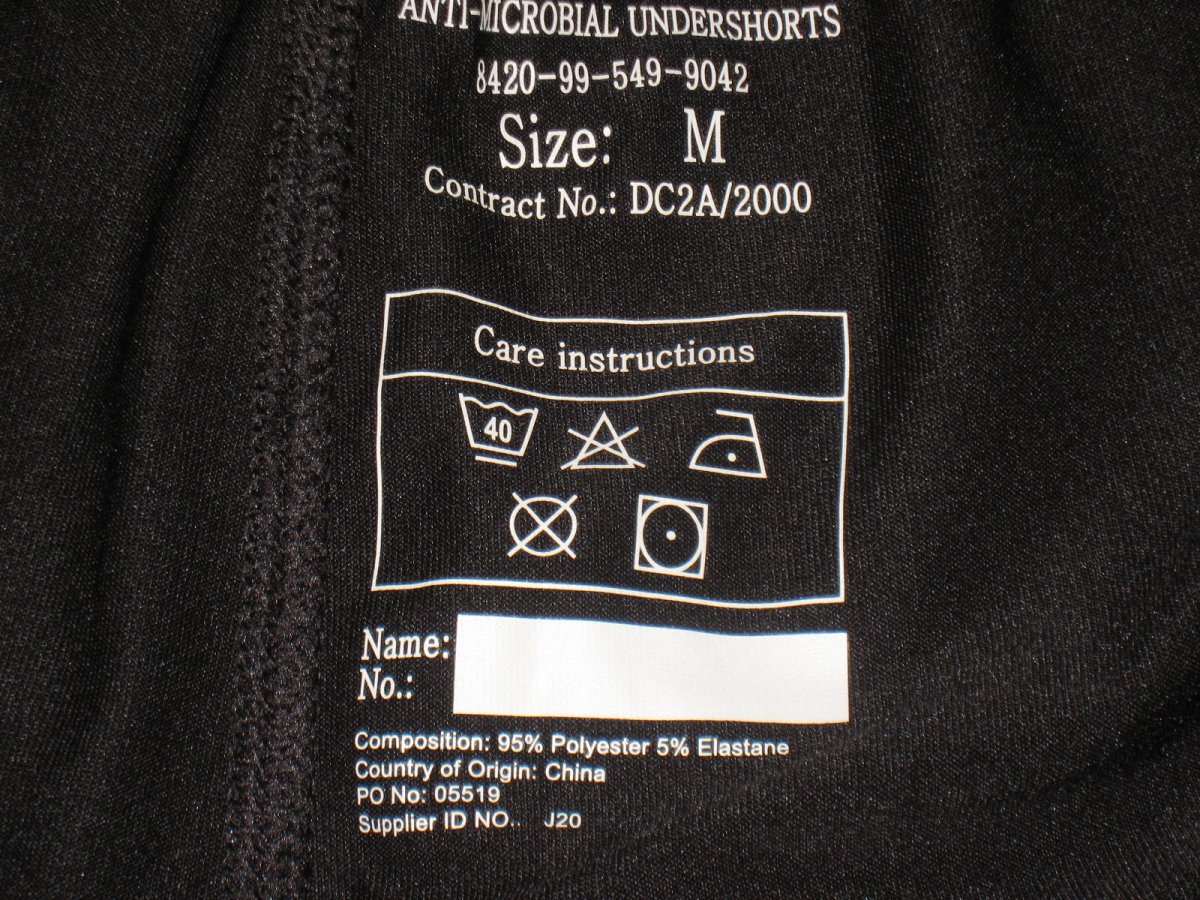 ANTI-MICROBIAL UNDERSHORTS
8420-99-549-9042
Size: M
Contract No.: DC2A/2000
Care instructions
40
Name:
No.:
Composition: 95% Polyester 5% Elastane
Country of Origin: China
PO No: 05519
Supplier ID NO.. J20